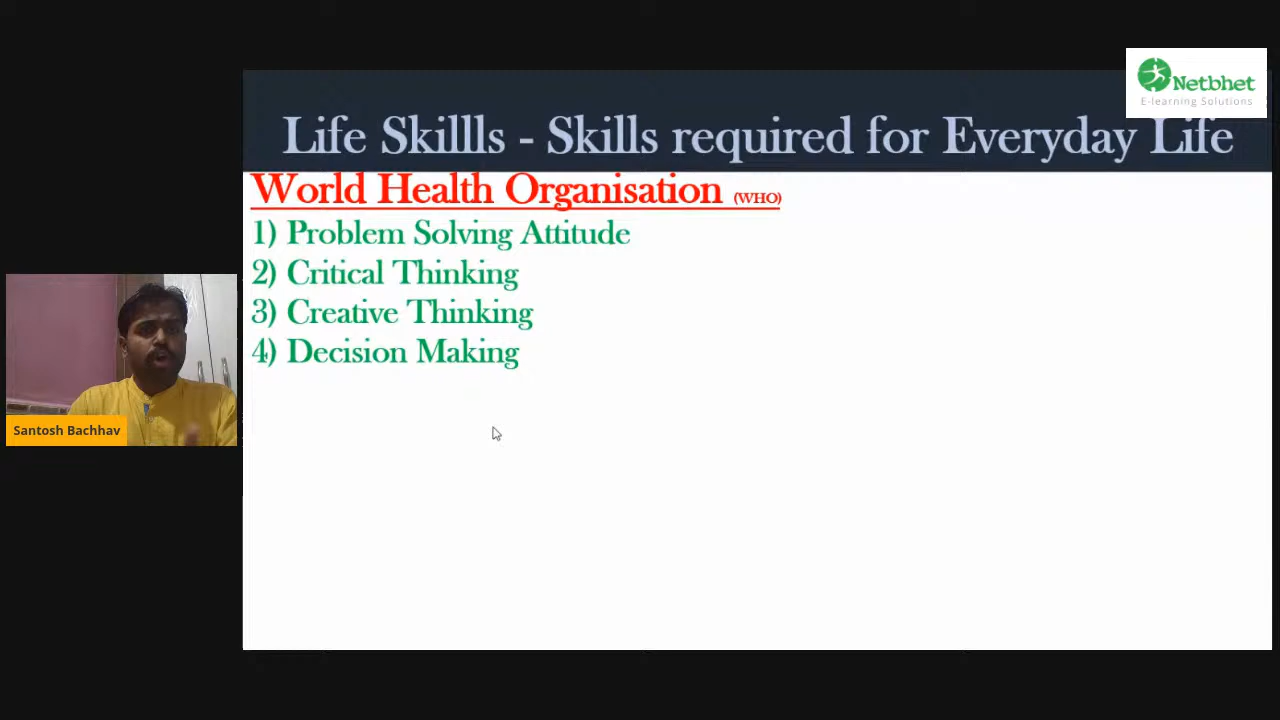 Netbhet
E-learning Solutions
Life Skillls - Skills required for Everyday Life
World Health Organisation (WHO)
1) Problem Solving Attitude
2) Critical Thinking
3) Creative Thinking
4) Decision Making
Santosh Bachhav